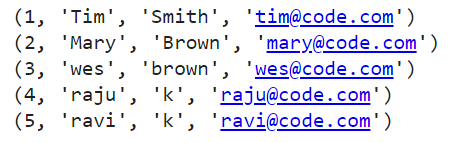 (1, 'Tim', 'Smith', 'tim@code.com')
(2, 'Mary', 'Brown', 'mary@code.com')
(3, 'wes', 'brown', 'wes@code.com')
(4, 'raju', 'k', 'raju@code.com')
(5, 'ravi', 'k', 'ravi@code.com')